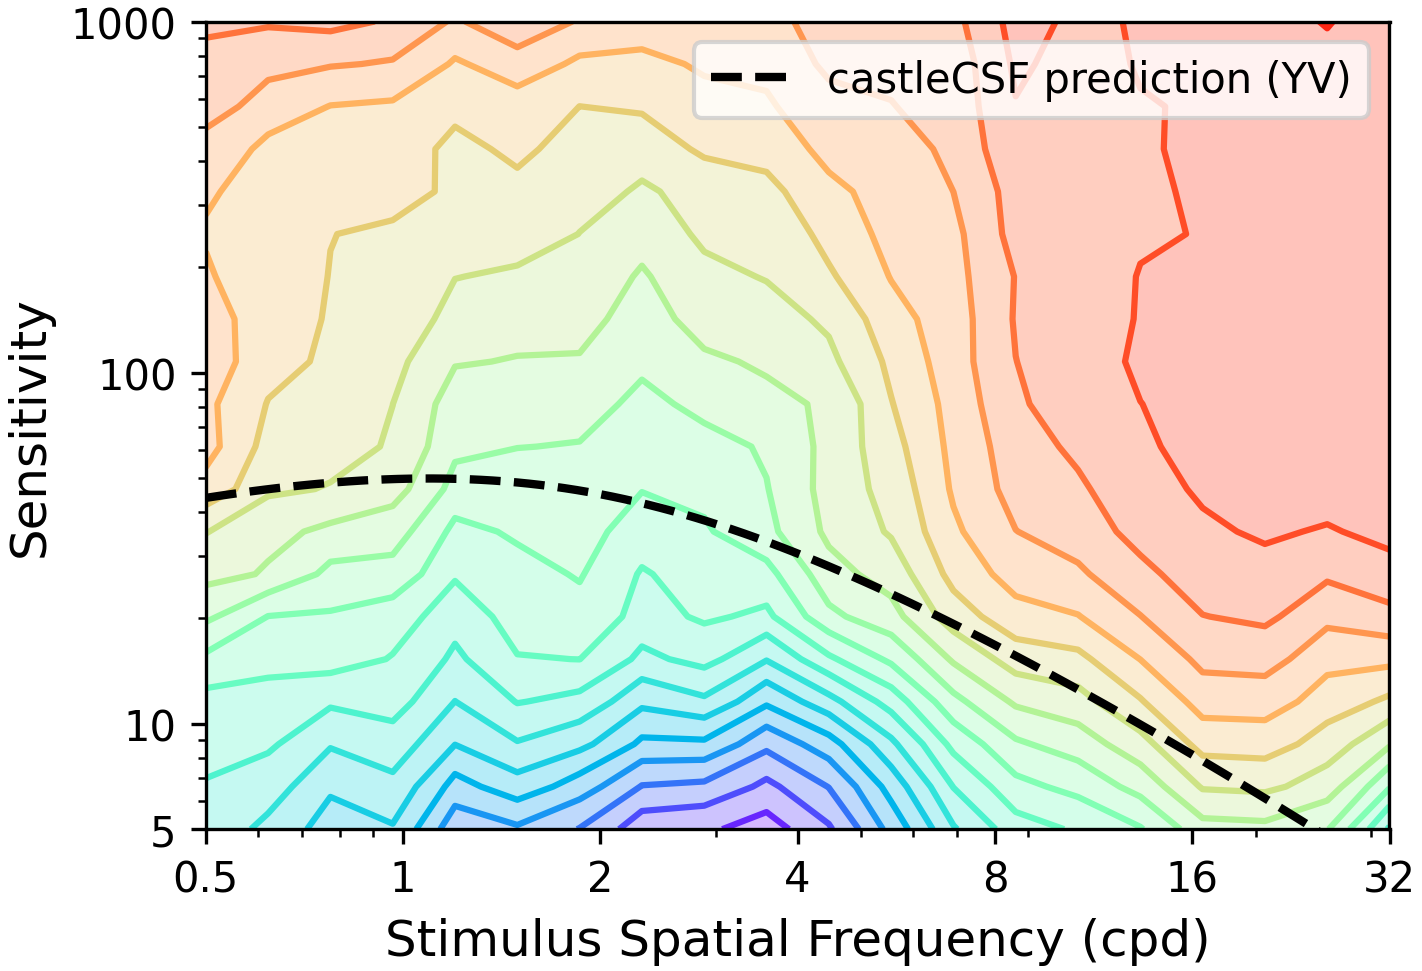 1000
castleCSF prediction (YV)
Sensitivity
100
10
5
0.5 1 2 4 8 16 32
Stimulus Spatial Frequency (cpd)